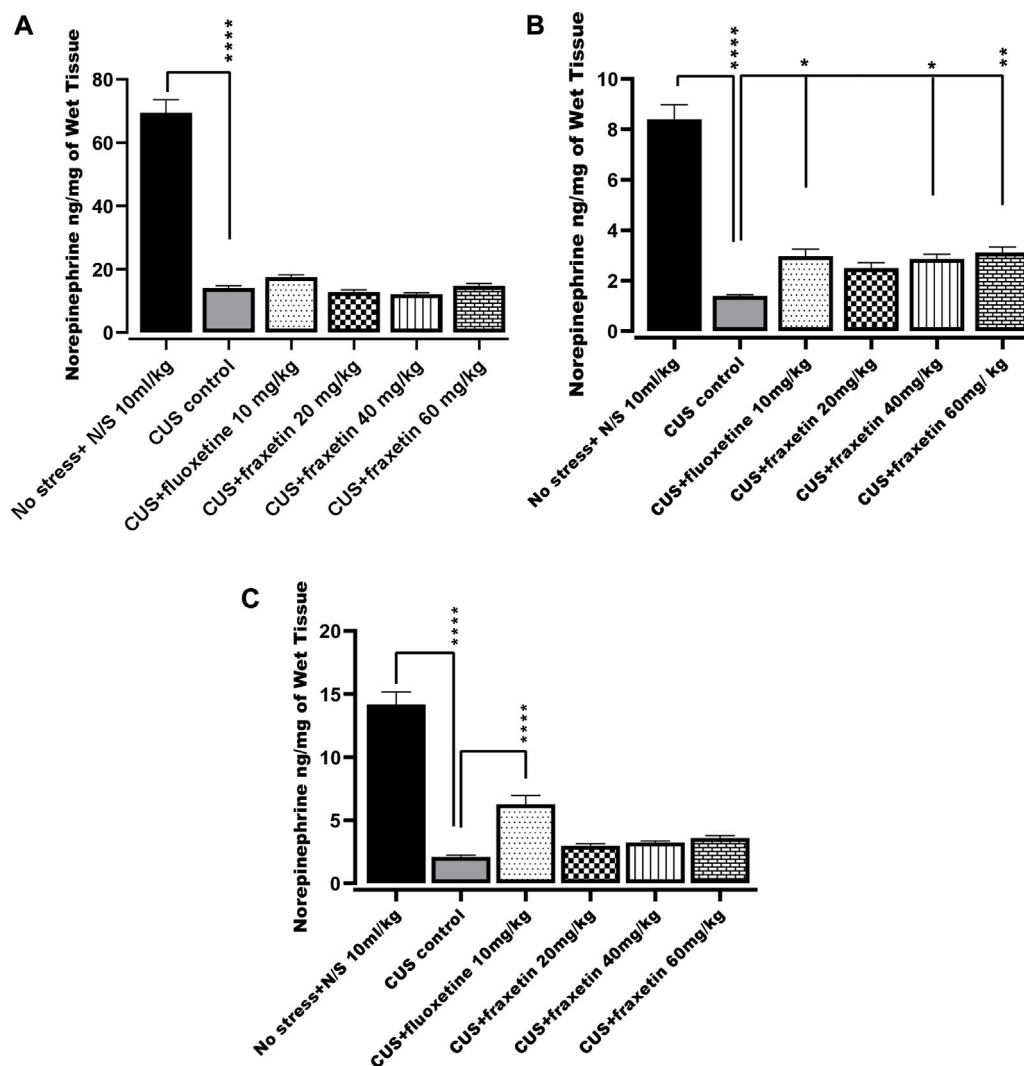 A
****
Norepinephrine ng/mg of Wet Tissue
80
60
40
20
0
No stress+ N/S 10ml/kg
CUS control
CUS+fluoxetine 10 mg/kg
CUS+fraxetin 20 mg/kg
CUS+fraxetin 40 mg/kg
CUS+fraxetin 60 mg/kg
B
****
*
*
**
Norepinephrine ng/mg of Wet Tissue
10
8
6
4
2
0
No stress+ N/S 10ml/kg
CUS control
CUS+fluoxetine 10mg/kg
CUS+fraxetin 20mg/kg
CUS+fraxetin 40mg/kg
CUS+fraxetin 60mg/ kg
C
****
****
Norepinephrine ng/mg of Wet Tissue
20
15
10
5
0
No stress+N/S 10ml/kg
CUS control
CUS+fluoxetine 10mg/kg
CUS+fraxetin 20mg/kg
CUS+fraxetin 40mg/kg
CUS+fraxetin 60mg/kg